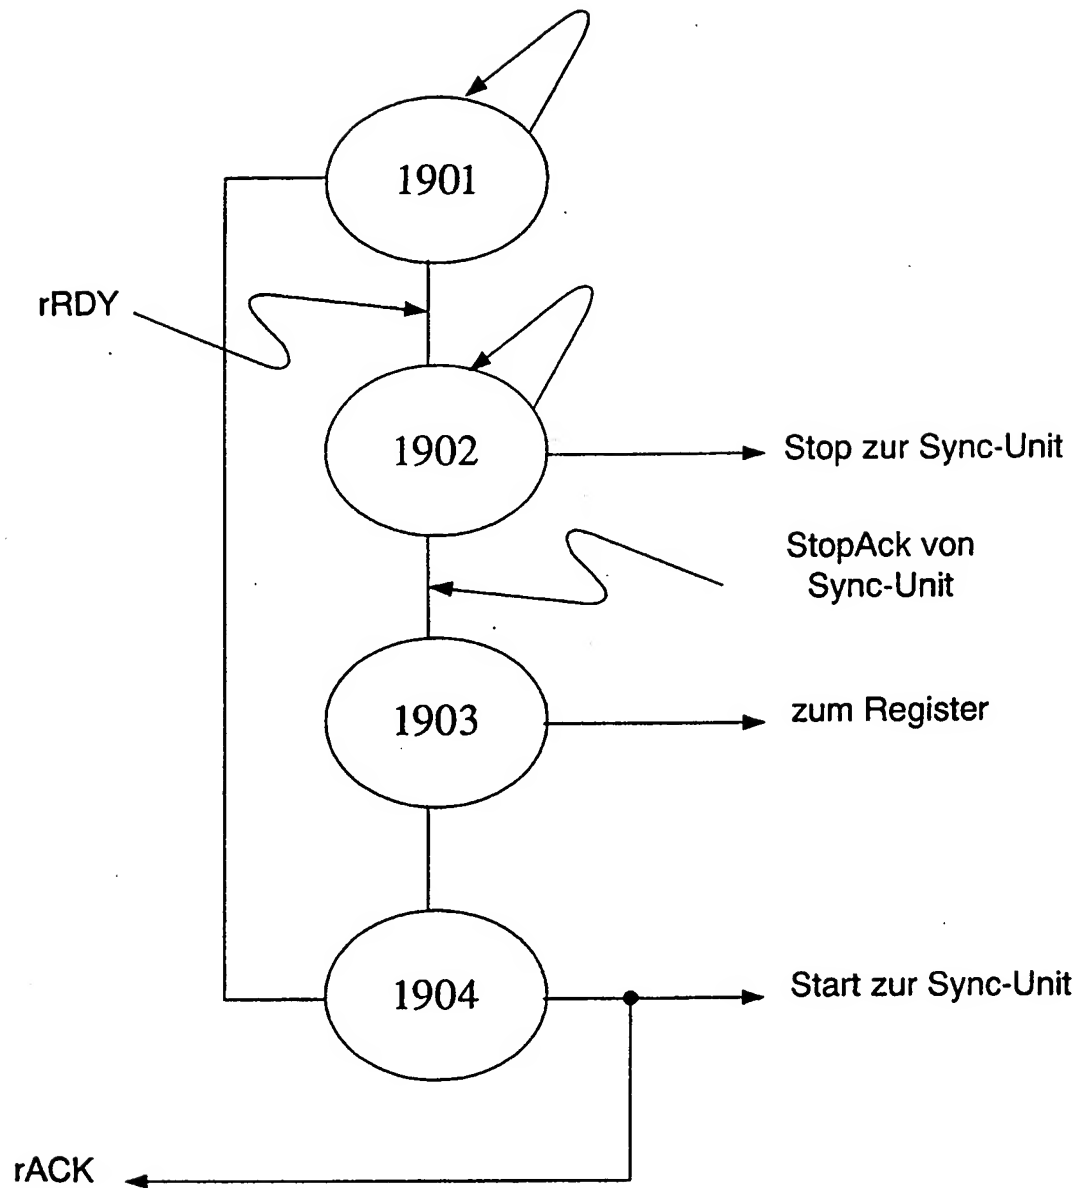 1901
rRDY
1902
Stop zur Sync-Unit
StopAck von
Sync-Unit
1903
zum Register
1904
Start zur Sync-Unit
rACK